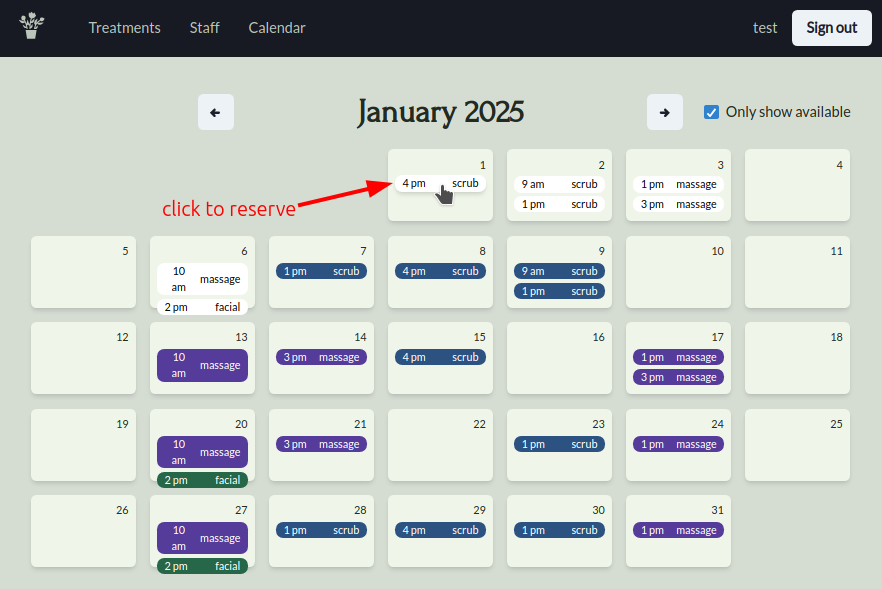 Treatments Staff Calendar test Sign out
← January 2025 → Only show available
1 2 3 4
4 pm scrub 9 am scrub 1 pm massage
click to reserve 1 pm scrub 3 pm massage
5 6 7 8 9 10 11
10 am massage 1 pm scrub 4 pm scrub 9 am scrub
2 pm facial 1 pm scrub
12 13 14 15 16 17 18
10 am massage 3 pm massage 4 pm scrub 1 pm massage
3 pm massage
19 20 21 22 23 24 25
10 am massage 3 pm massage 1 pm scrub 1 pm massage
2 pm facial
26 27 28 29 30 31
10 am massage 1 pm scrub 4 pm scrub 1 pm scrub 1 pm massage
2 pm facial